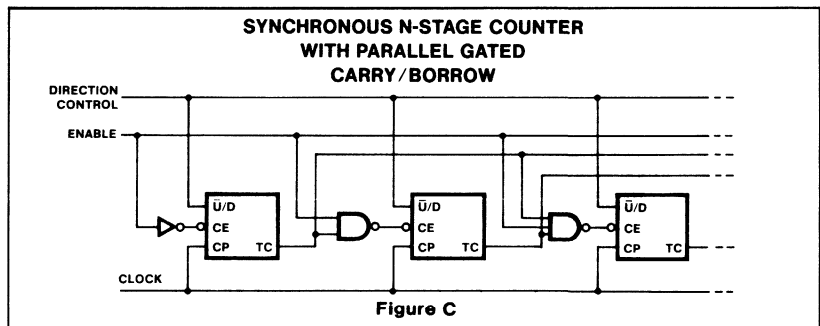 SYNCHRONOUS N-STAGE COUNTER
WITH PARALLEL GATED
CARRY/BORROW
DIRECTION
CONTROL
ENABLE
Ū/D
CE
CP TC
Ū/D
CE
CP TC
Ū/D
CE
CP TC
CLOCK
Figure C